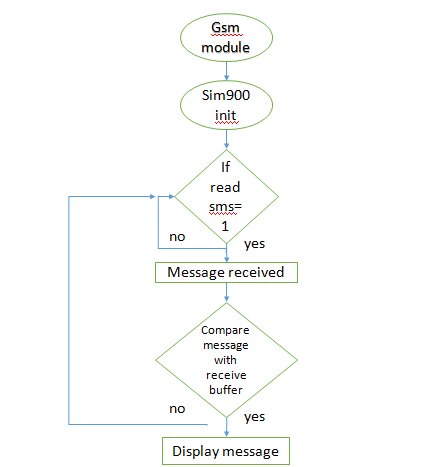 Gsm
module
Sim900
init
If
read
sms=
1
no
yes
Message received
Compare
message
with
receive
buffer
no
yes
Display message